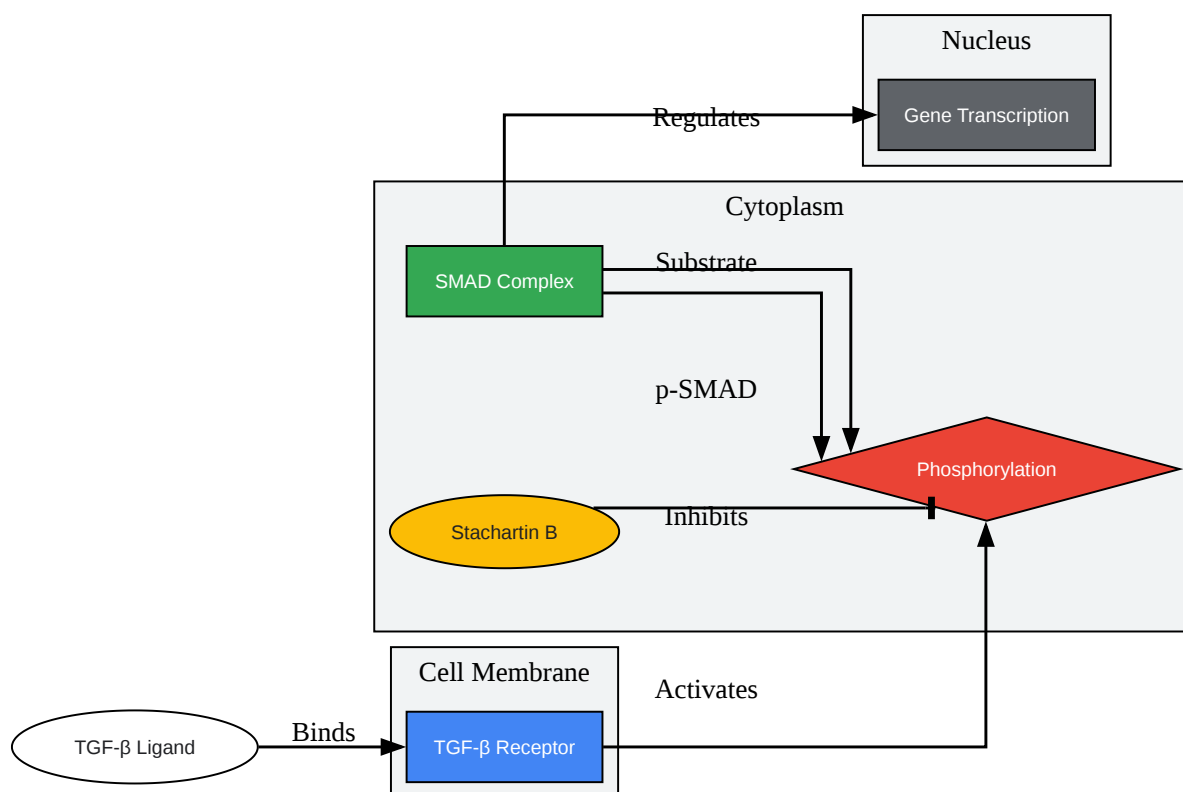 Nucleus
Gene Transcription
Regulates
Cytoplasm
SMAD Complex
Substrate
p-SMAD
Phosphorylation
Stachartin B
Inhibits
Cell Membrane
Activates
TGF-β Ligand
Binds
TGF-β Receptor